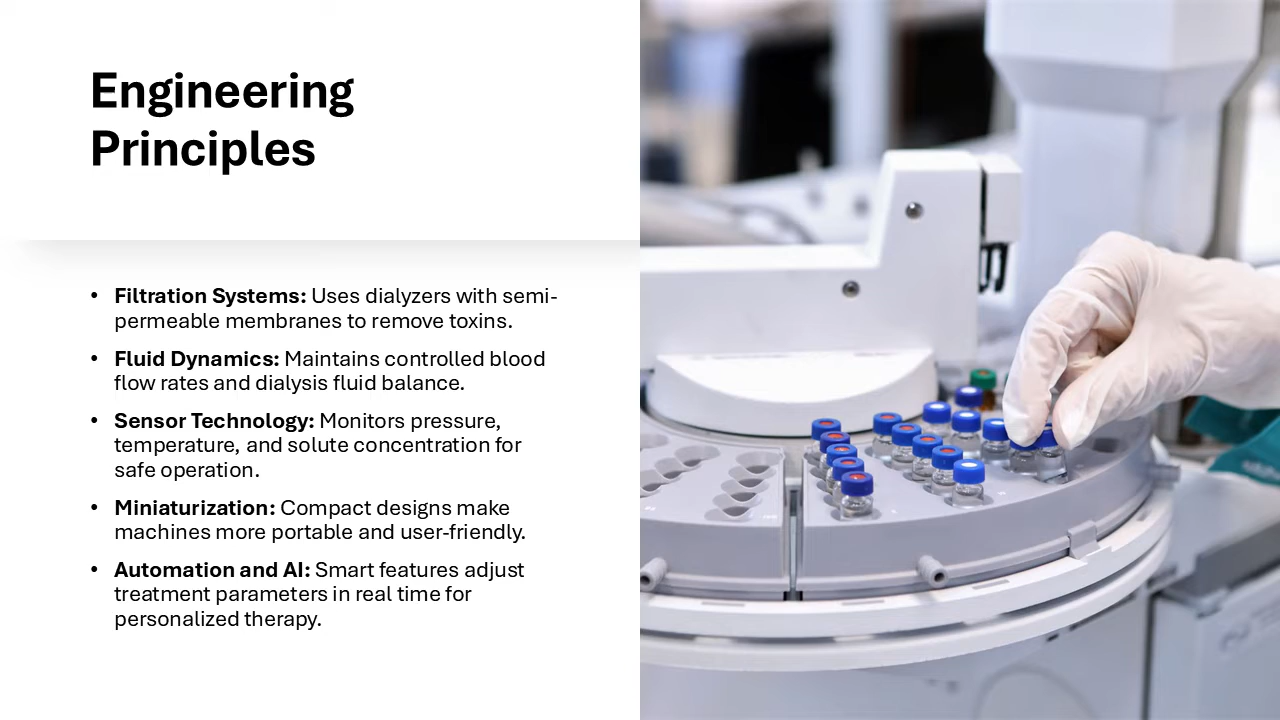 Engineering
Principles
• Filtration Systems: Uses dialyzers with semi-
permeable membranes to remove toxins.
• Fluid Dynamics: Maintains controlled blood
flow rates and dialysis fluid balance.
• Sensor Technology: Monitors pressure,
temperature, and solute concentration for
safe operation.
• Miniaturization: Compact designs make
machines more portable and user-friendly.
• Automation and AI: Smart features adjust
treatment parameters in real time for
personalized therapy.